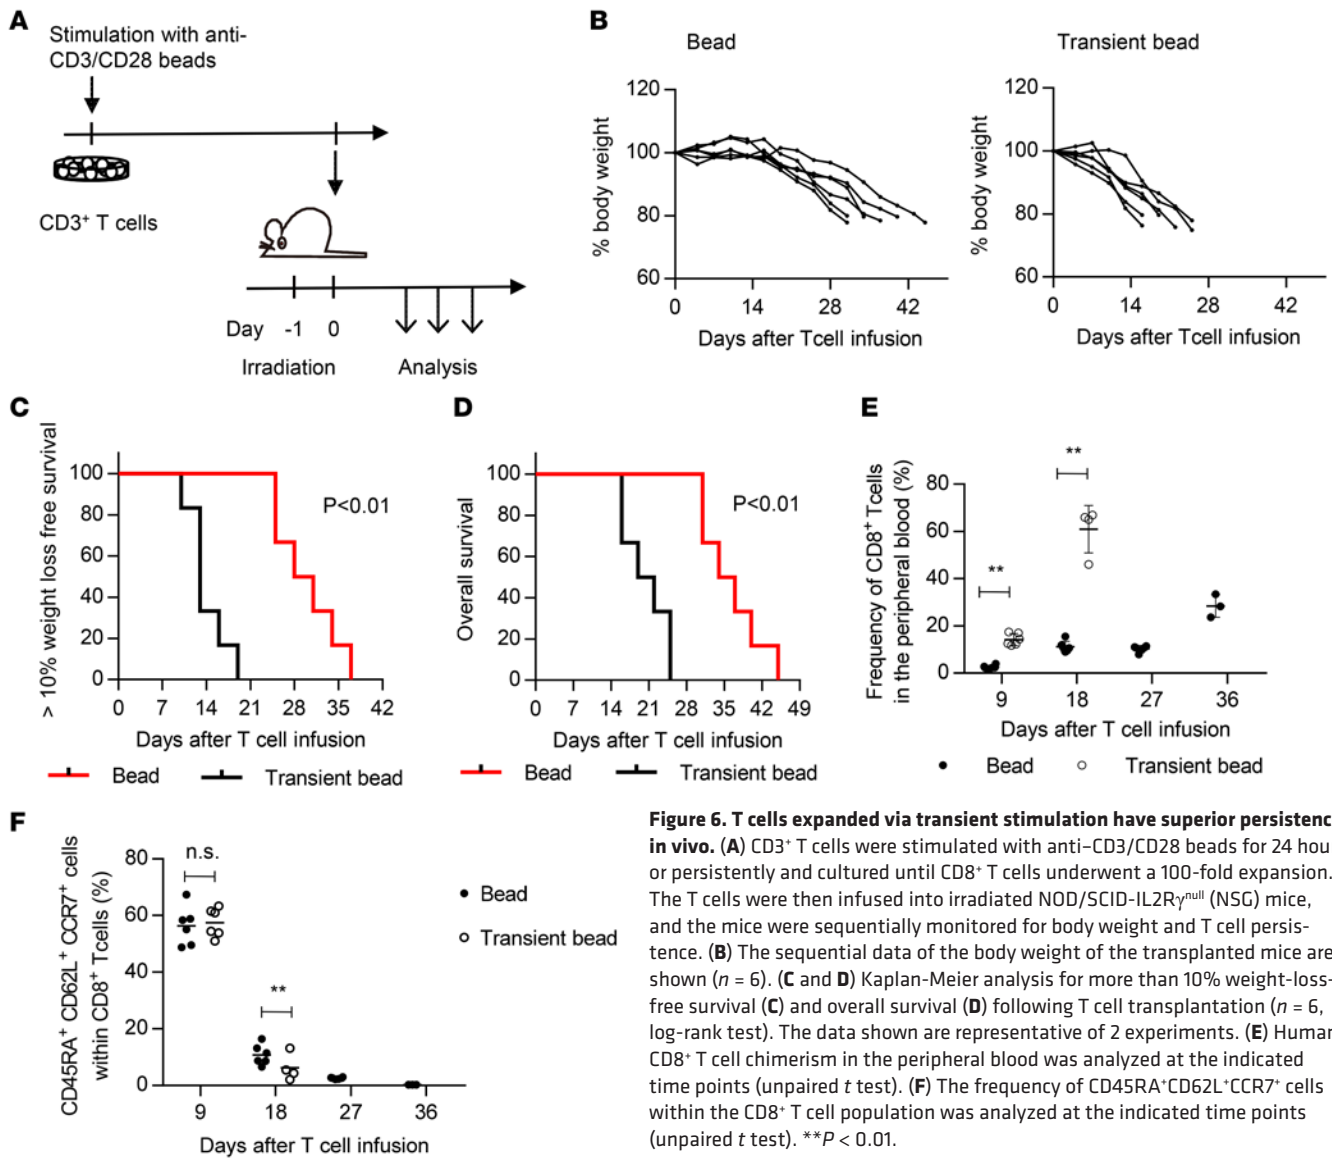 A
Stimulation with anti-
CD3/CD28 beads
CD3⁺ T cells
Day -1 0
Irradiation Analysis
B
Bead
120
100
80
60
% body weight
0 14 28 42
Days after Tcell infusion
Transient bead
120
100
80
60
% body weight
0 14 28 42
Days after Tcell infusion
C
> 10% weight loss free survival
100
80
60
40
20
0
P<0.01
0 7 14 21 28 35 42
Days after T cell infusion
Bead Transient bead
D
Overall survival
100
80
60
40
20
0
P<0.01
0 7 14 21 28 35 42 49
Days after T cell infusion
Bead Transient bead
E
Frequency of CD8⁺ Tcells
in the peripheral blood (%)
80
60
40
20
0
**
**
9 18 27 36
Days after T cell infusion
Bead Transient bead
F
CD45RA⁺ CD62L⁺ CCR7⁺ cells
within CD8⁺ Tcells (%)
80
60
40
20
0
n.s.
**
9 18 27 36
Days after T cell infusion
Bead
Transient bead
Figure 6. T cells expanded via transient stimulation have superior persistenc
in vivo. (A) CD3⁺ T cells were stimulated with anti–CD3/CD28 beads for 24 hou
or persistently and cultured until CD8⁺ T cells underwent a 100-fold expansion.
The T cells were then infused into irradiated NOD/SCID-IL2Rγⁿᵘˡˡ (NSG) mice,
and the mice were sequentially monitored for body weight and T cell persis-
tence. (B) The sequential data of the body weight of the transplanted mice are
shown (n = 6). (C and D) Kaplan-Meier analysis for more than 10% weight-loss-
free survival (C) and overall survival (D) following T cell transplantation (n = 6,
log-rank test). The data shown are representative of 2 experiments. (E) Human
CD8⁺ T cell chimerism in the peripheral blood was analyzed at the indicated
time points (unpaired t test). (F) The frequency of CD45RA⁺CD62L⁺CCR7⁺ cells
within the CD8⁺ T cell population was analyzed at the indicated time points
(unpaired t test). **P < 0.01.